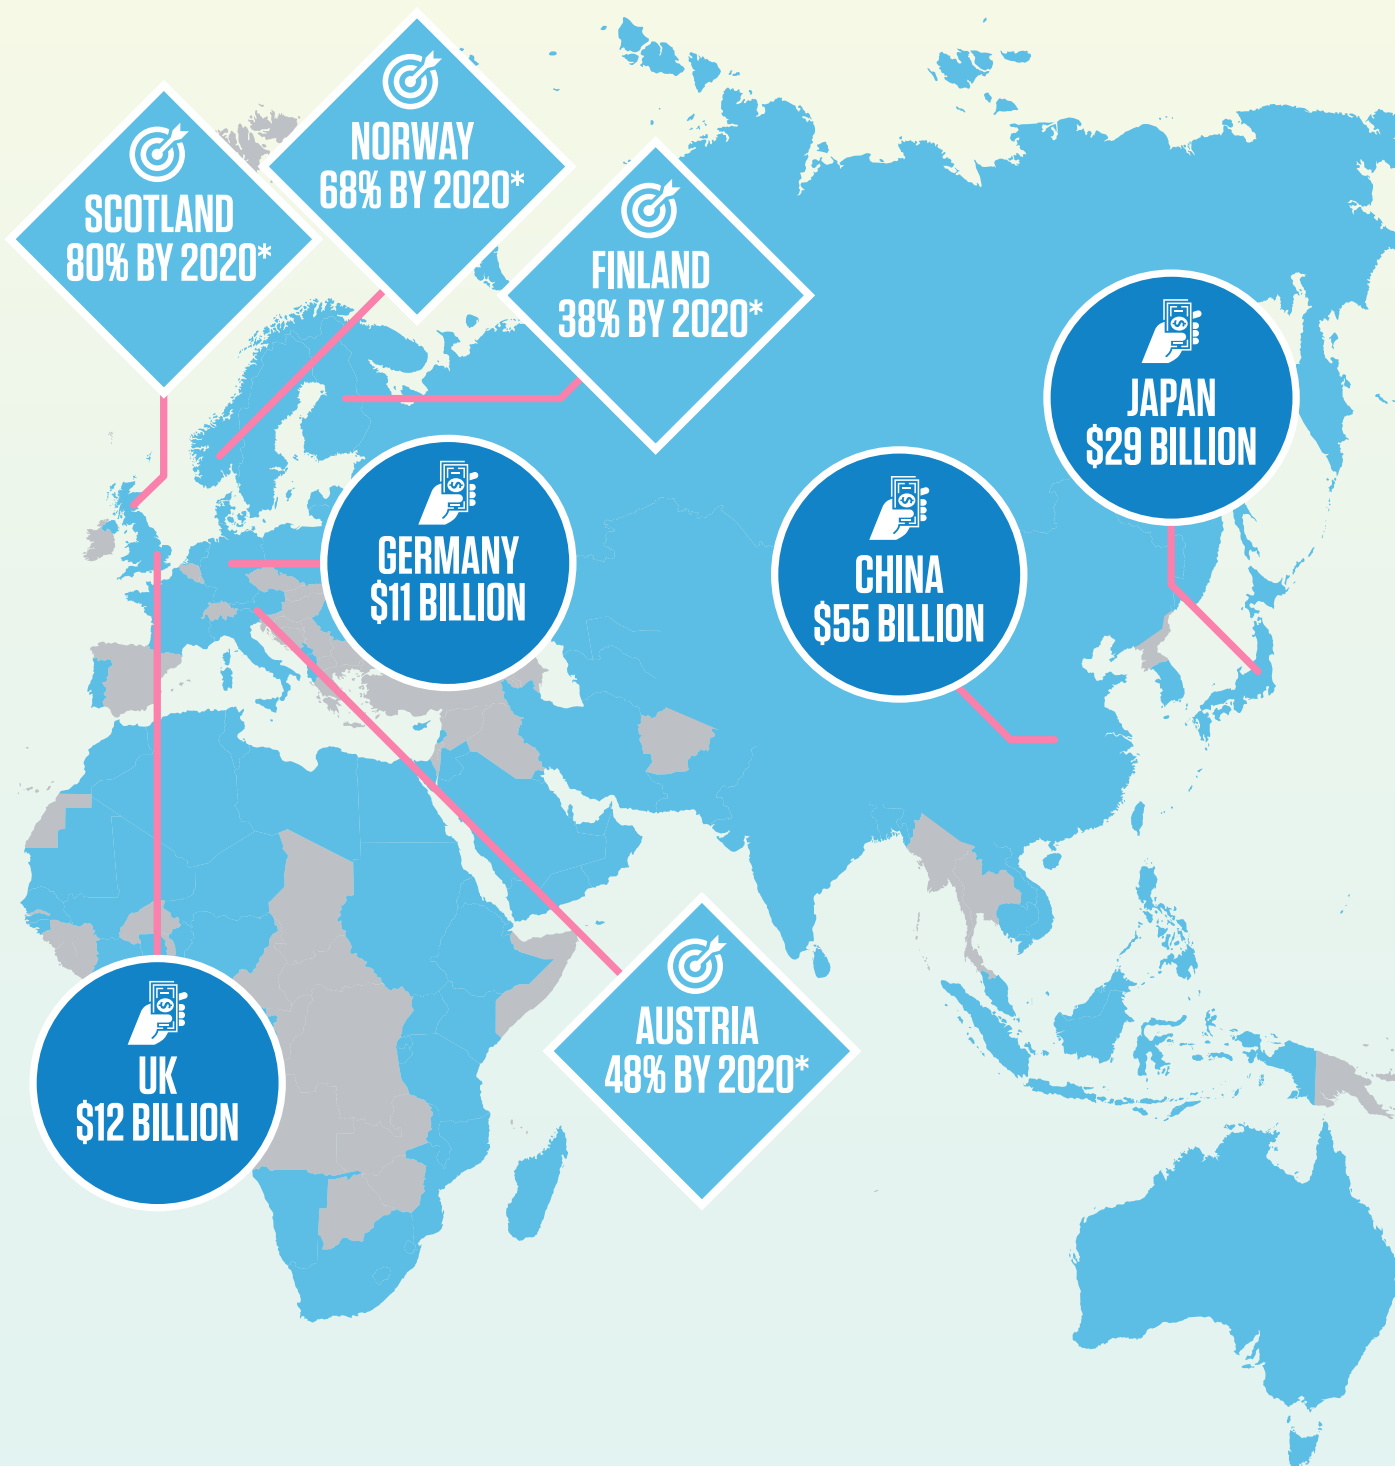 NORWAY
68% BY 2020*
SCOTLAND
80% BY 2020*
FINLAND
38% BY 2020*
JAPAN
$29 BILLION
GERMANY
$11 BILLION
CHINA
$55 BILLION
AUSTRIA
48% BY 2020*
UK
$12 BILLION